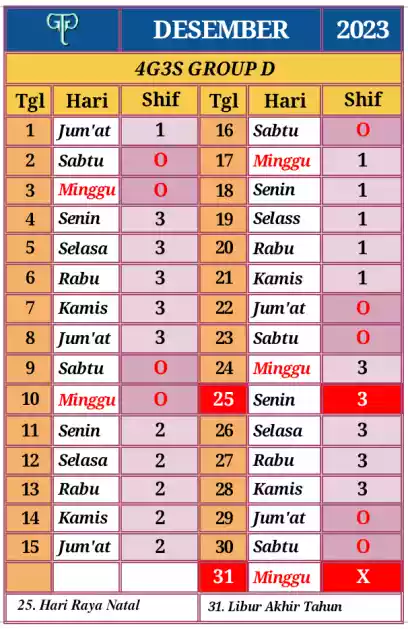 DESEMBER 2023
4G3S GROUP D
Tgl Hari Shif Tgl Hari Shif
1 Jum'at 1 16 Sabtu O
2 Sabtu O 17 Minggu 1
3 Minggu O 18 Senin 1
4 Senin 3 19 Selass 1
5 Selasa 3 20 Rabu 1
6 Rabu 3 21 Kamis 1
7 Kamis 3 22 Jum'at O
8 Jum'at 3 23 Sabtu O
9 Sabtu O 24 Minggu 3
10 Minggu O 25 Senin 3
11 Senin 2 26 Selasa 3
12 Selasa 2 27 Rabu 3
13 Rabu 2 28 Kamis 3
14 Kamis 2 29 Jum'at O
15 Jum'at 2 30 Sabtu O
31 Minggu X
25. Hari Raya Natal 31. Libur Akhir Tahun